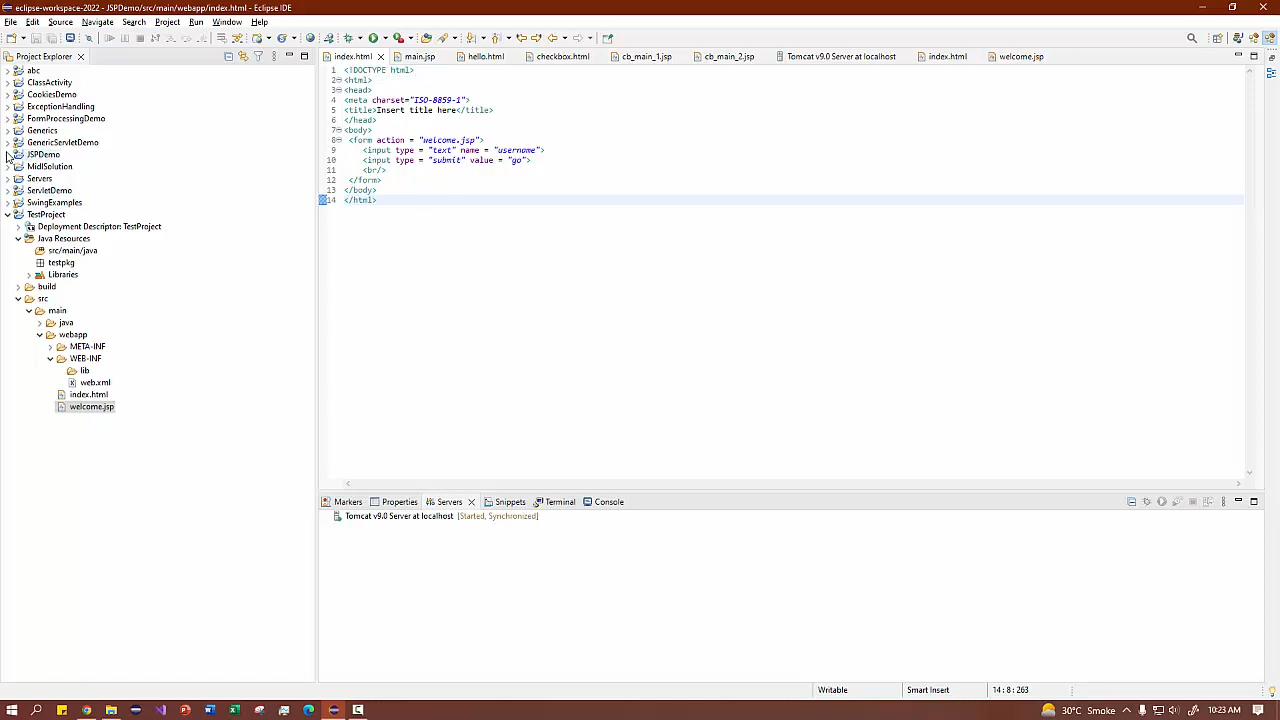 eclipse-workspace-2022 - JSPDemo/src/main/webapp/index.html - Eclipse IDE
File Edit Source Navigate Search Project Run Window Help
Project Explorer
abc
ClassActivity
CookiesDemo
ExceptionHandling
FormProcessingDemo
Generics
GenericServletDemo
JSPDemo
MidlSolution
Servers
ServletDemo
SwingExamples
TestProject
Deployment Descriptor: TestProject
Java Resources
src/main/java
testpkg
Libraries
build
src
main
java
webapp
META-INF
WEB-INF
lib
web.xml
index.html
welcome.jsp
index.html main.jsp hello.html checkbox.html cb_main_1.jsp cb_main_2.jsp Tomcat v9.0 Server at localhost index.html welcome.jsp
1 <!DOCTYPE html>
2 <html>
3 <head>
4 <meta charset="ISO-8859-1">
5 <title>Insert title here</title>
6 </head>
7 <body>
8 <form action = "welcome.jsp">
9 <input type = "text" name = "username">
10 <input type = "submit" value = "go">
11 <br/>
12 </form>
13 </body>
14 </html>
Markers Properties Servers Snippets Terminal Console
Tomcat v9.0 Server at localhost [Started, Synchronized]
Writable Smart Insert 14 : 8 : 263
30°C Smoke 10:23 AM